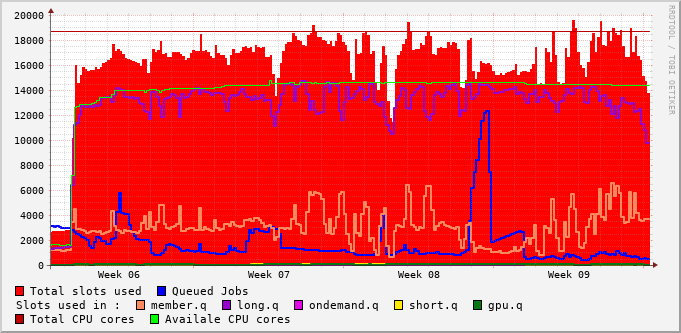 20000
18000
16000
14000
12000
10000
8000
6000
4000
2000
0
Week 06 Week 07 Week 08 Week 09
RRDTOOL / TOBI OETIKER
Total slots used Queued Jobs
Slots used in : member.q long.q ondemand.q short.q gpu.q
Total CPU cores Availale CPU cores